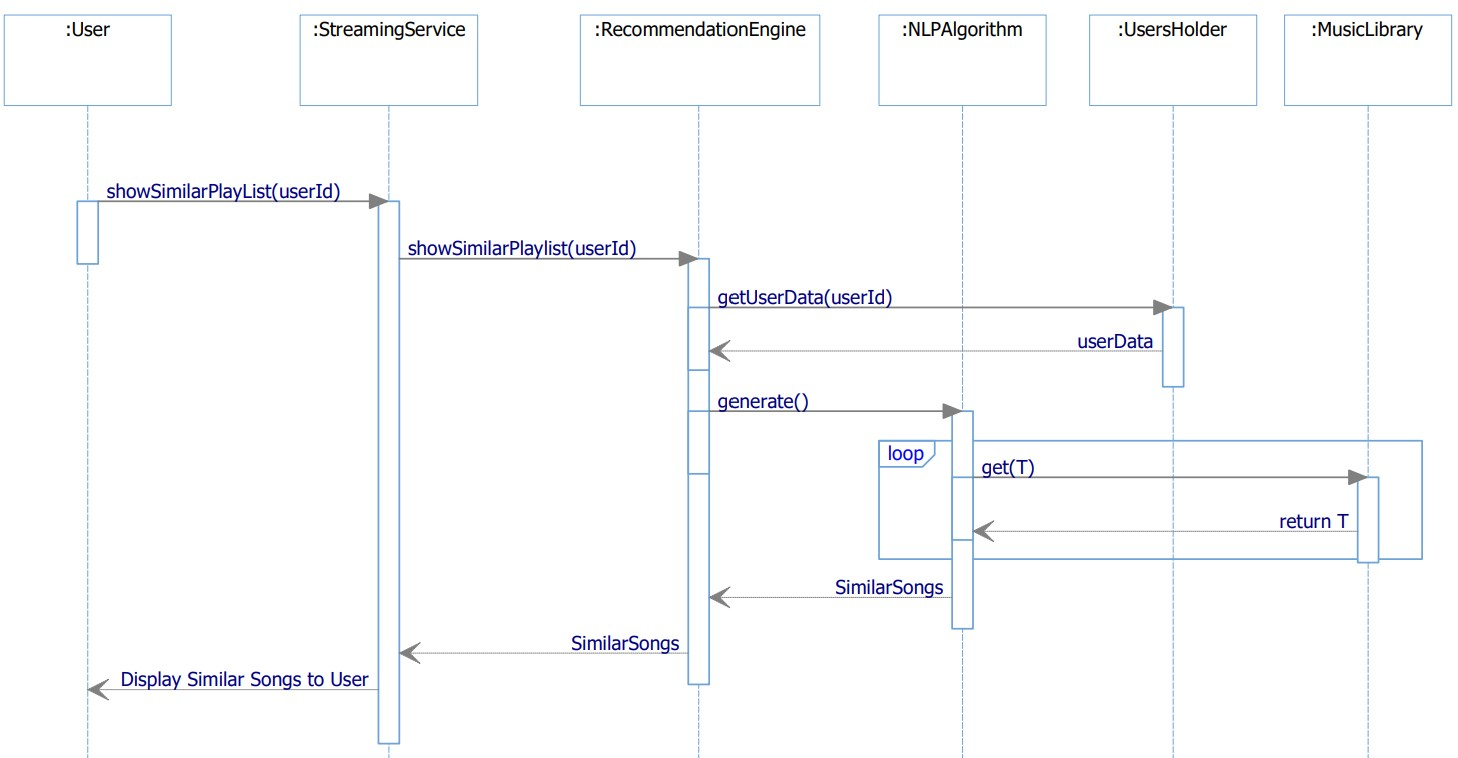 :User
:StreamingService
:RecommendationEngine
:NLPAlgorithm
:UsersHolder
:MusicLibrary
showSimilarPlayList(userId)
showSimilarPlaylist(userId)
getUserData(userId)
userData
generate()
loop
get(T)
return T
SimilarSongs
SimilarSongs
Display Similar Songs to User